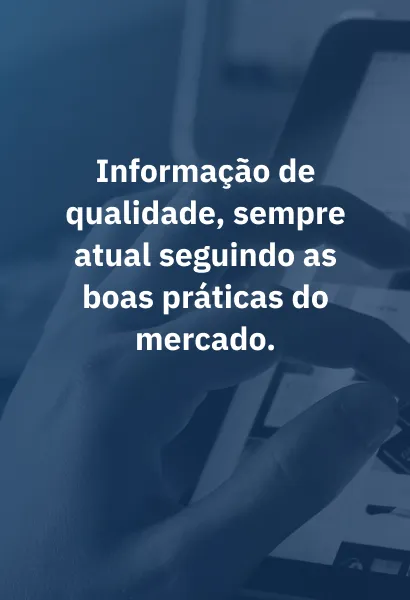 Informação de
qualidade, sempre
atual seguindo as
boas práticas do
mercado.